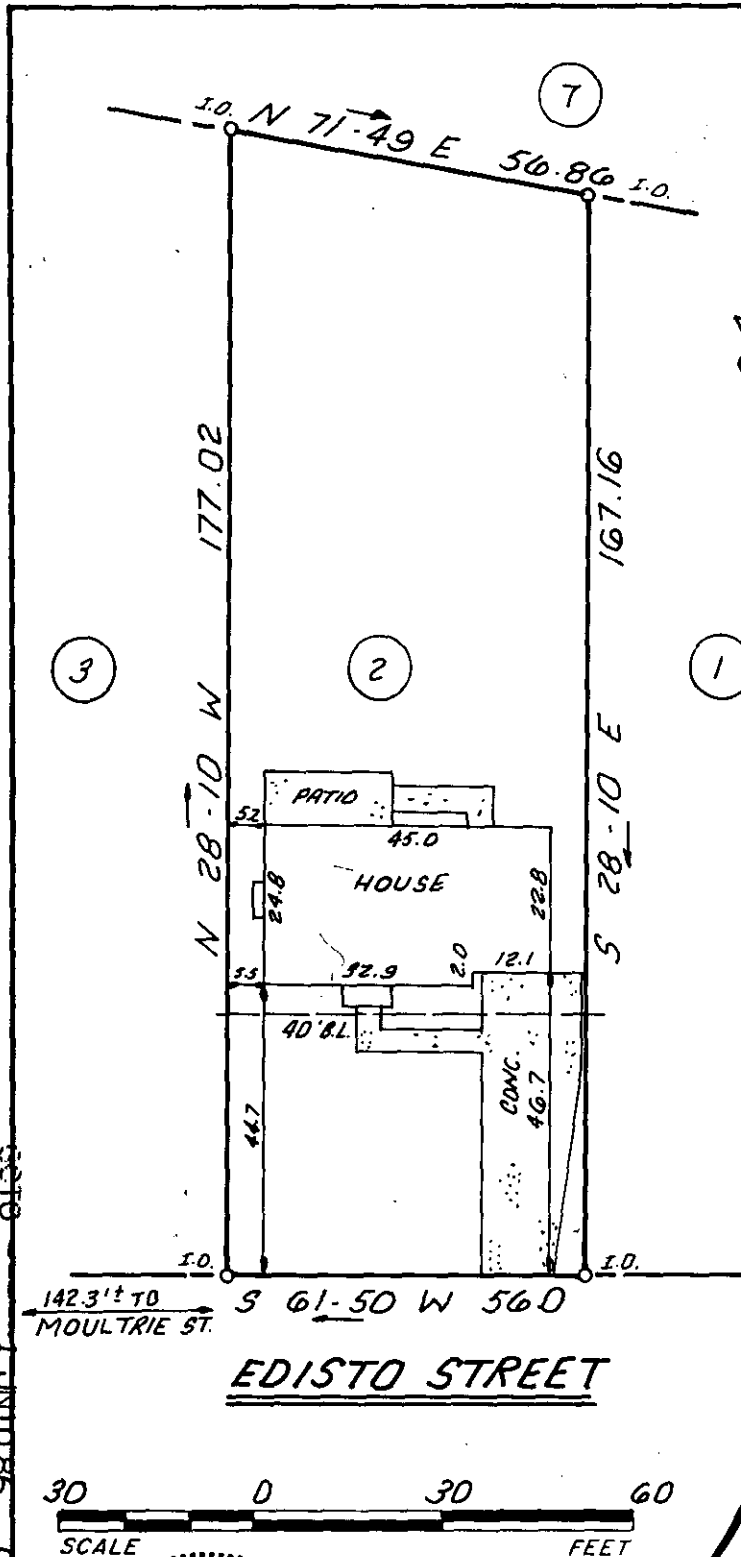 7
I.O. N 71-49 E 56.86 I.O.
177.02
167.16
3
2
1
N 28-10 W
S 28-10 E
PATIO
5.2
45.0
HOUSE
24.8
22.8
5.5
32.9
2.0
12.1
40' B.L.
CONC.
44.7
46.7
I.O.
I.O.
142.3'± TO
MOULTRIE ST.
S 61-50 W 56.0
EDISTO STREET
30 0 30 60
SCALE FEET